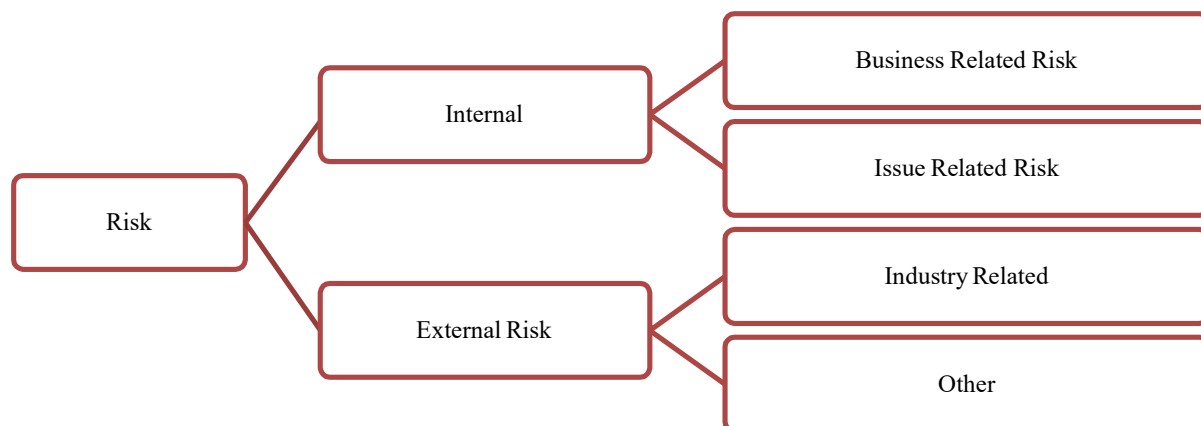 Business Related Risk
Internal
Issue Related Risk
Risk
Industry Related
External Risk
Other